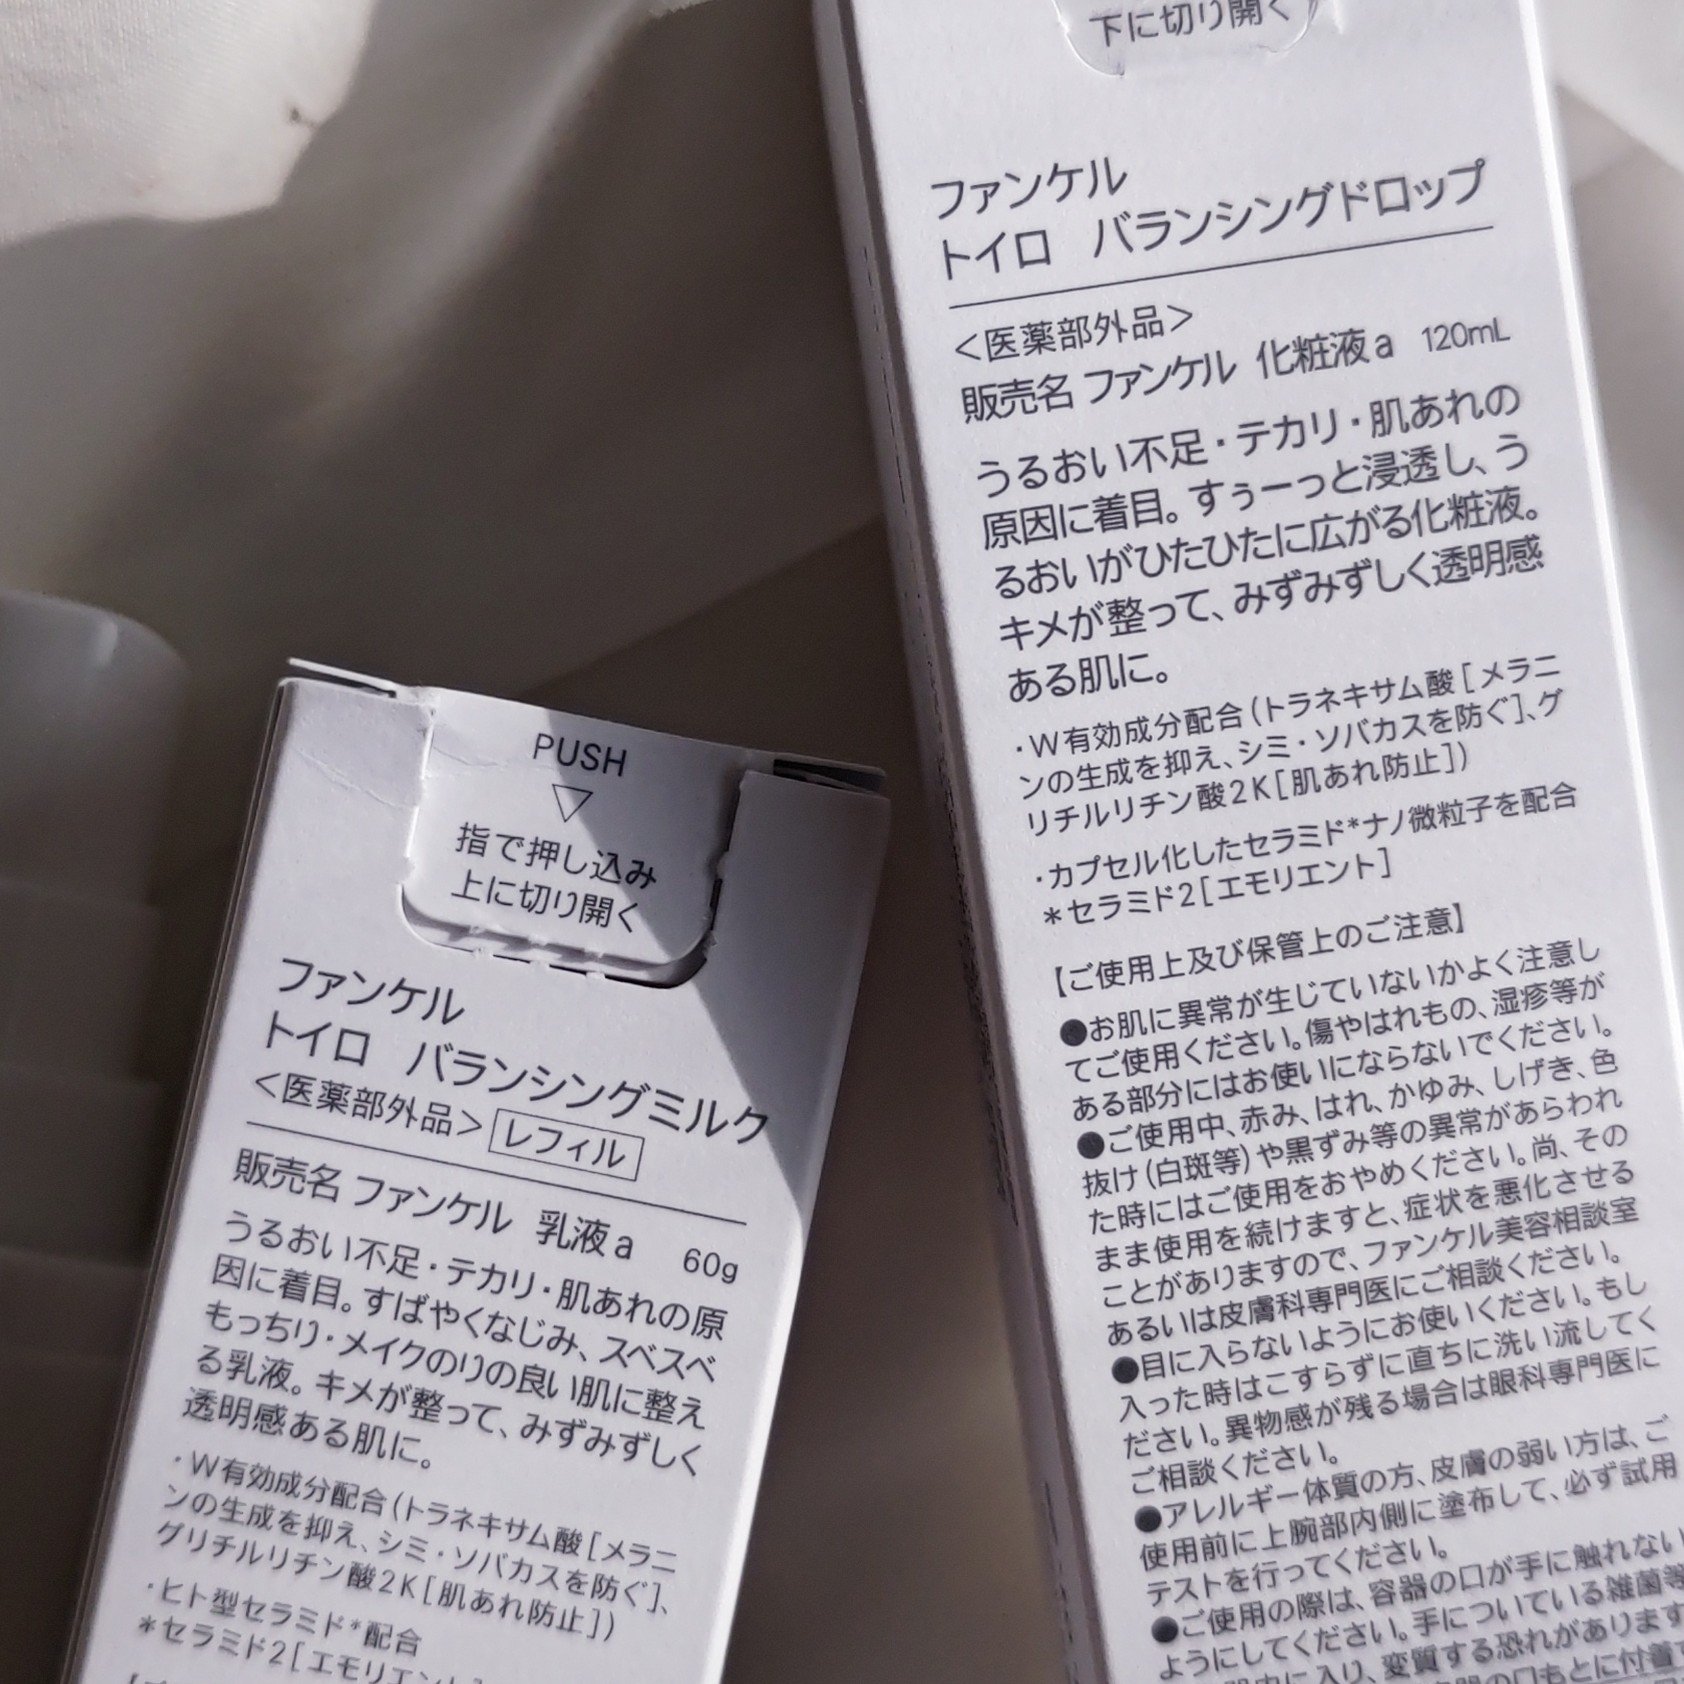 PUSH
指で押し込み
上に切り開く
ファンケル
トイロ バランシングミルク
<医薬部外品> レフィル
販売名 ファンケル 乳液a 60g
うるおい不足・テカリ・肌あれの原
因に着目。すばやくなじみ、スベスベ
もっちり・メイクのりの良い肌に整え
る乳液。キメが整って、みずみずしく
透明感ある肌に。
・W有効成分配合(トラネキサム酸[メラニ
ンの生成を抑え、シミ・ソバカスを防ぐ]、
グリチルリチン酸2K[肌あれ防止])
・ヒト型セラミド*配合
*セラミド2[エモリエント]
下に切り開く
ファンケル
トイロ バランシングドロップ
<医薬部外品>
販売名 ファンケル 化粧液a 120mL
うるおい不足・テカリ・肌あれの
原因に着目。すぅーっと浸透し、う
るおいがひたひたに広がる化粧液。
キメが整って、みずみずしく透明感
ある肌に。
・W有効成分配合(トラネキサム酸[メラニ
ンの生成を抑え、シミ・ソバカスを防ぐ]、グ
リチルリチン酸2K[肌あれ防止])
・カプセル化したセラミド*ナノ微粒子を配合
*セラミド2[エモリエント]
【ご使用上及び保管上のご注意】
●お肌に異常が生じていないかよく注意し
てご使用ください。傷やはれもの、湿疹等が
ある部分にはお使いにならないでください。
●ご使用中、赤み、はれ、かゆみ、しげき、色
抜け(白斑等)や黒ずみ等の異常があらわれ
た時にはご使用をおやめください。尚、その
まま使用を続けますと、症状を悪化させる
ことがありますので、ファンケル美容相談室
あるいは皮膚科専門医にご相談ください。
●目に入らないようにお使いください。もし
入った時はこすらずに直ちに洗い流してく
ださい。異物感が残る場合は眼科専門医に
ご相談ください。
●アレルギー体質の方、皮膚の弱い方は、ご
使用前に上腕部内側に塗布して、必ず試用
テストを行ってください。
●ご使用の際は、容器の口が手に触れない
ようにしてください。手についている雑菌等
中に入り、変質する恐れがあります
の口もとに付着